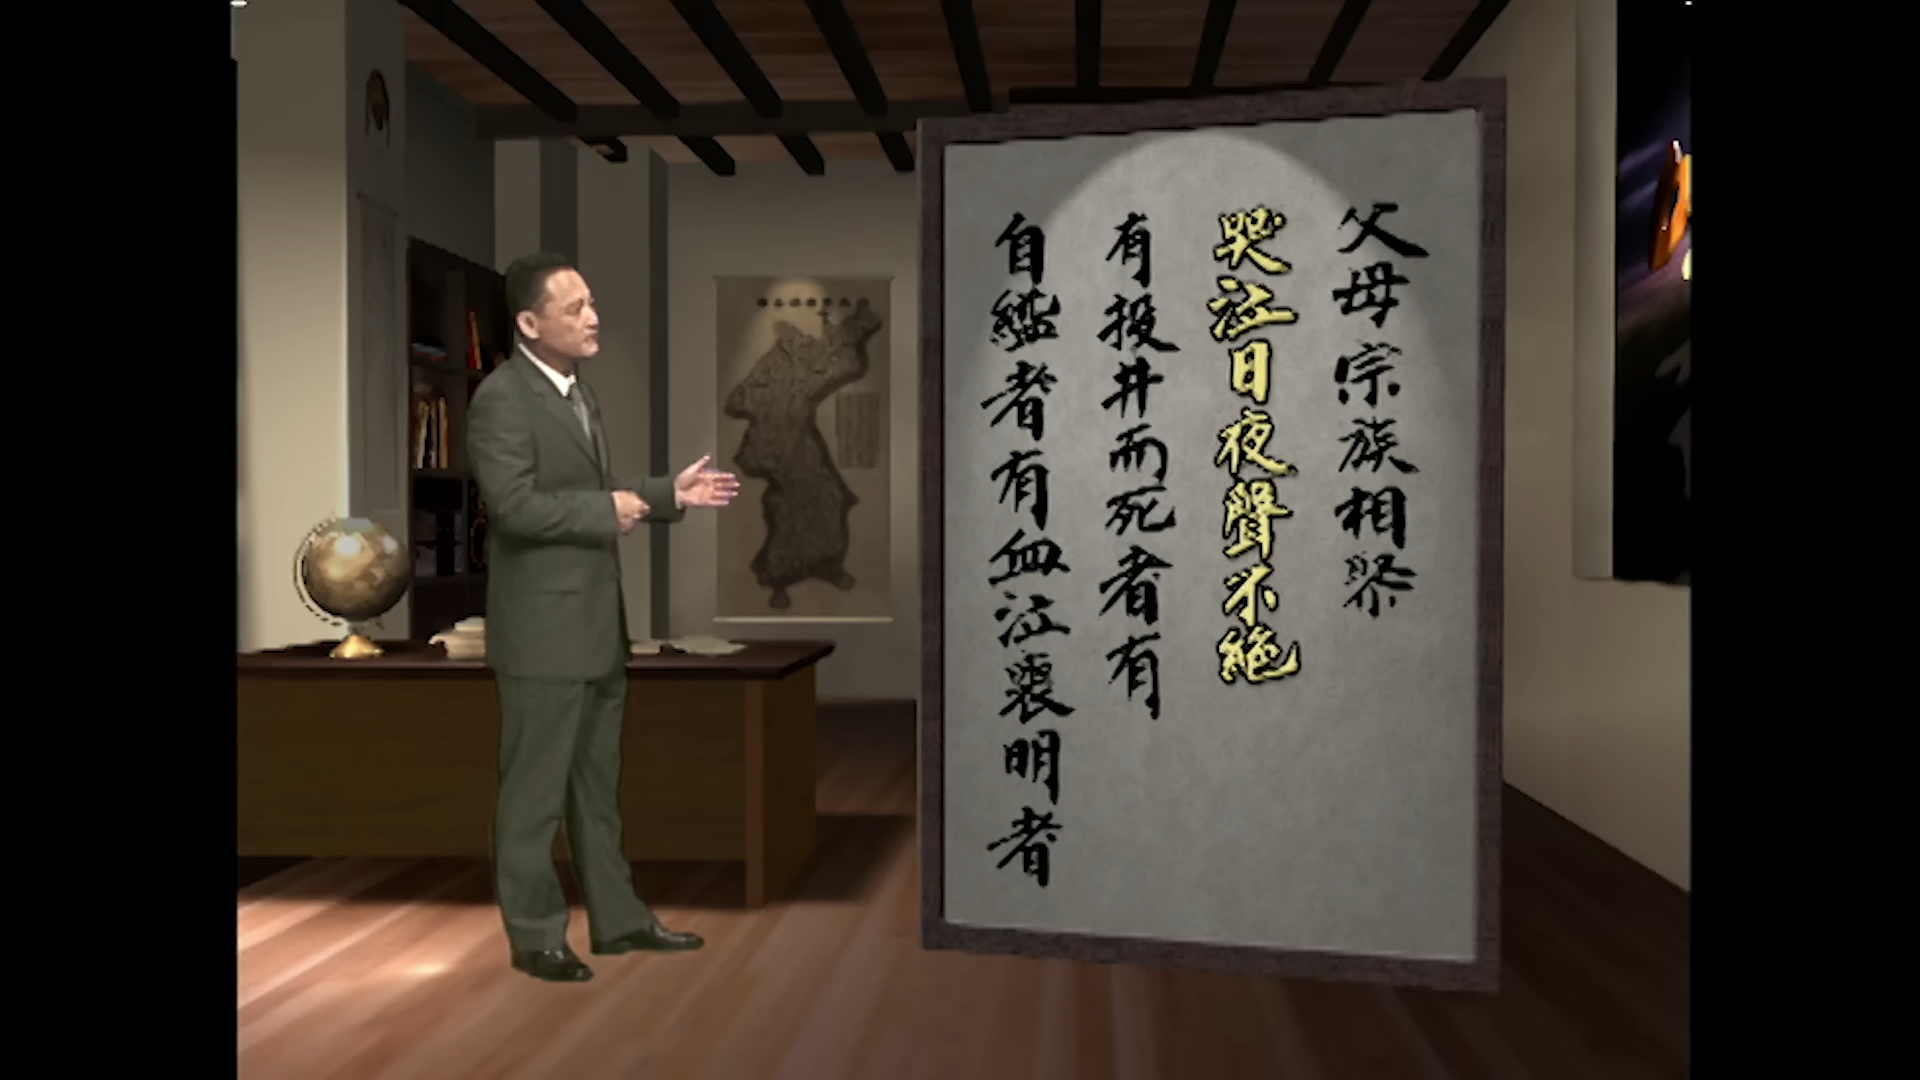 父母宗族相聚
哭泣日夜聲不絶
有投井而死者有
自縊者有血泣喪明者